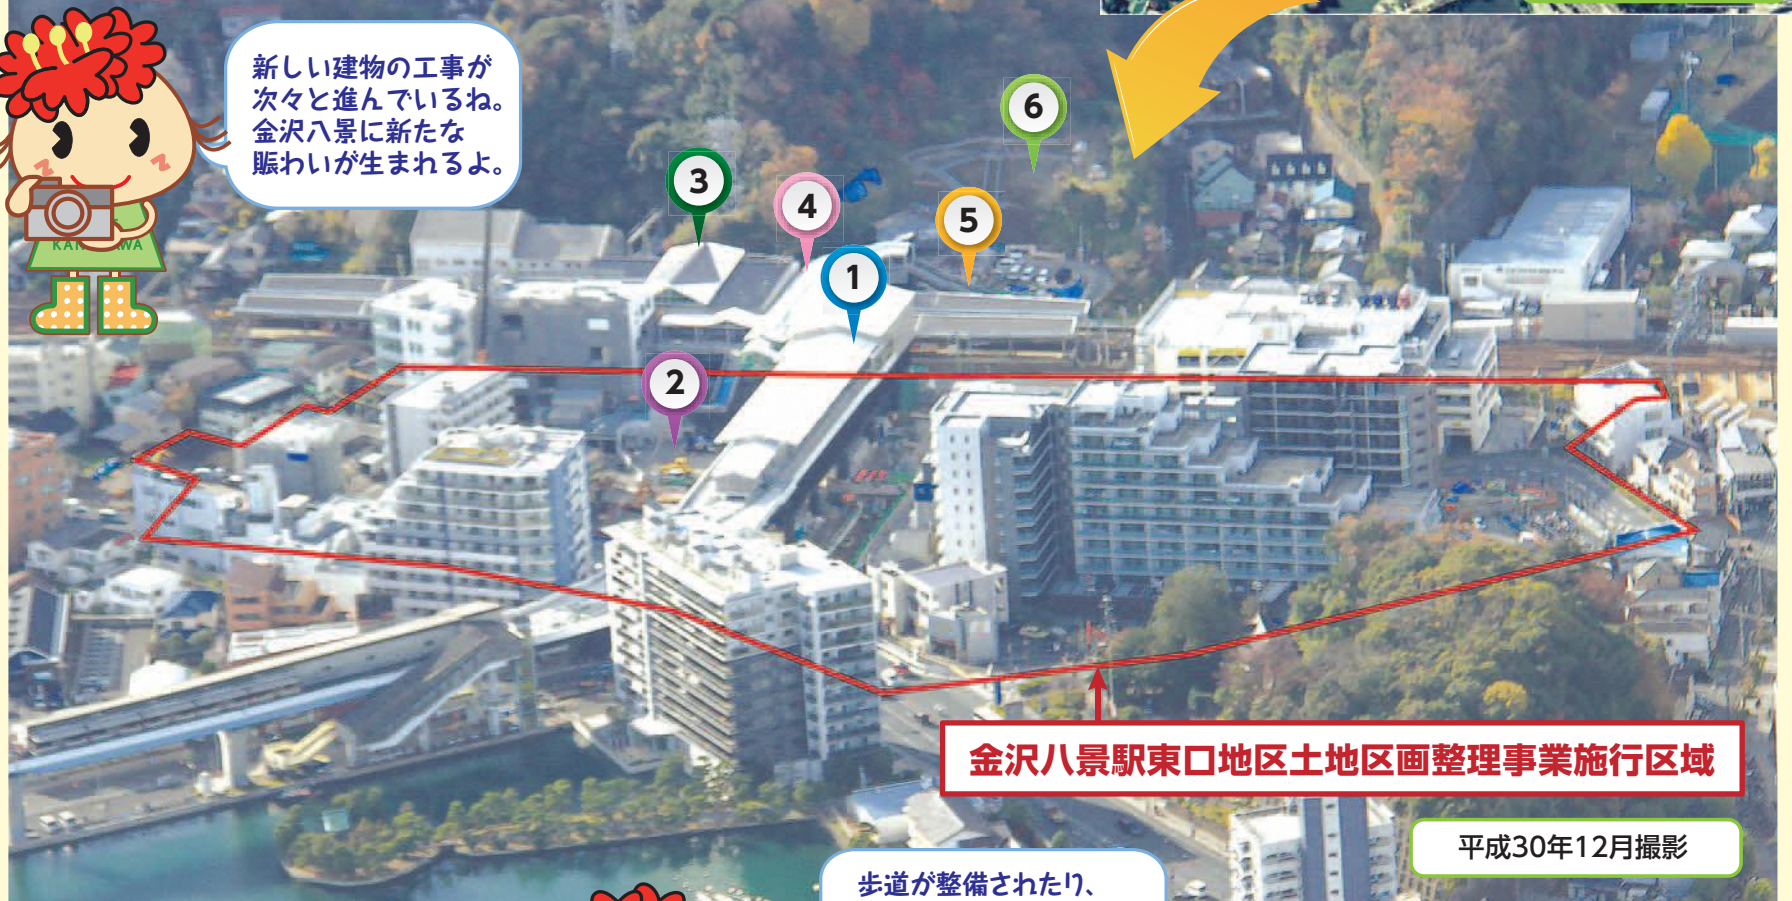 新しい建物の工事が
次々と進んでいるね。
金沢八景に新たな
賑わいが生まれるよ。
6
3
4
5
1
2
金沢八景駅東口地区土地区画整理事業施行区域
平成30年12月撮影
歩道が整備されたり、